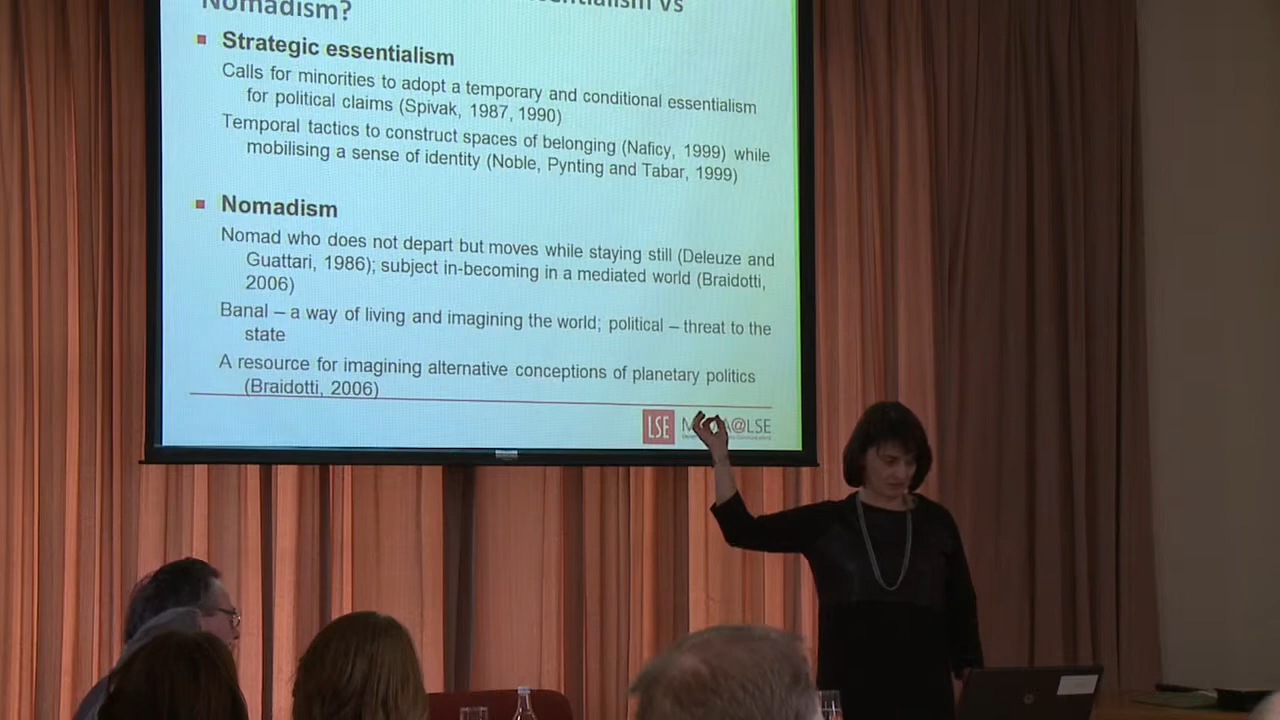 Vs
Nomadism?
Strategic essentialism
Calls for minorities to adopt a temporary and conditional essentialism
for political claims (Spivak, 1987, 1990)
Temporal tactics to construct spaces of belonging (Naficy, 1999) while
mobilising a sense of identity (Noble, Pynting and Tabar, 1999)
Nomadism
Nomad who does not depart but moves while staying still (Deleuze and
Guattari, 1986); subject in-becoming in a mediated world (Braidotti,
2006)
Banal – a way of living and imagining the world; political – threat to the
state
A resource for imagining alternative conceptions of planetary politics
(Braidotti, 2006)
LSE
@LSE